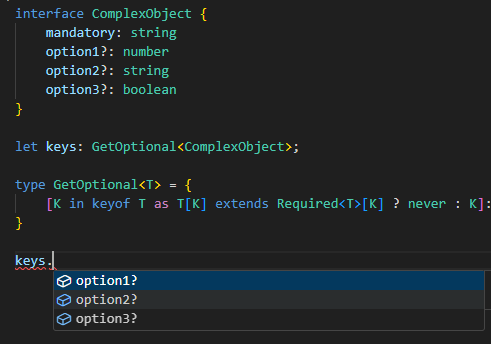 interface ComplexObject {
    mandatory: string
    option1?: number
    option2?: string
    option3?: boolean
}
let keys: GetOptional<ComplexObject>;
type GetOptional<T> = {
    [K in keyof T as T[K] extends Required<T>[K] ? never : K]:
}
keys.
option1?
option2?
option3?